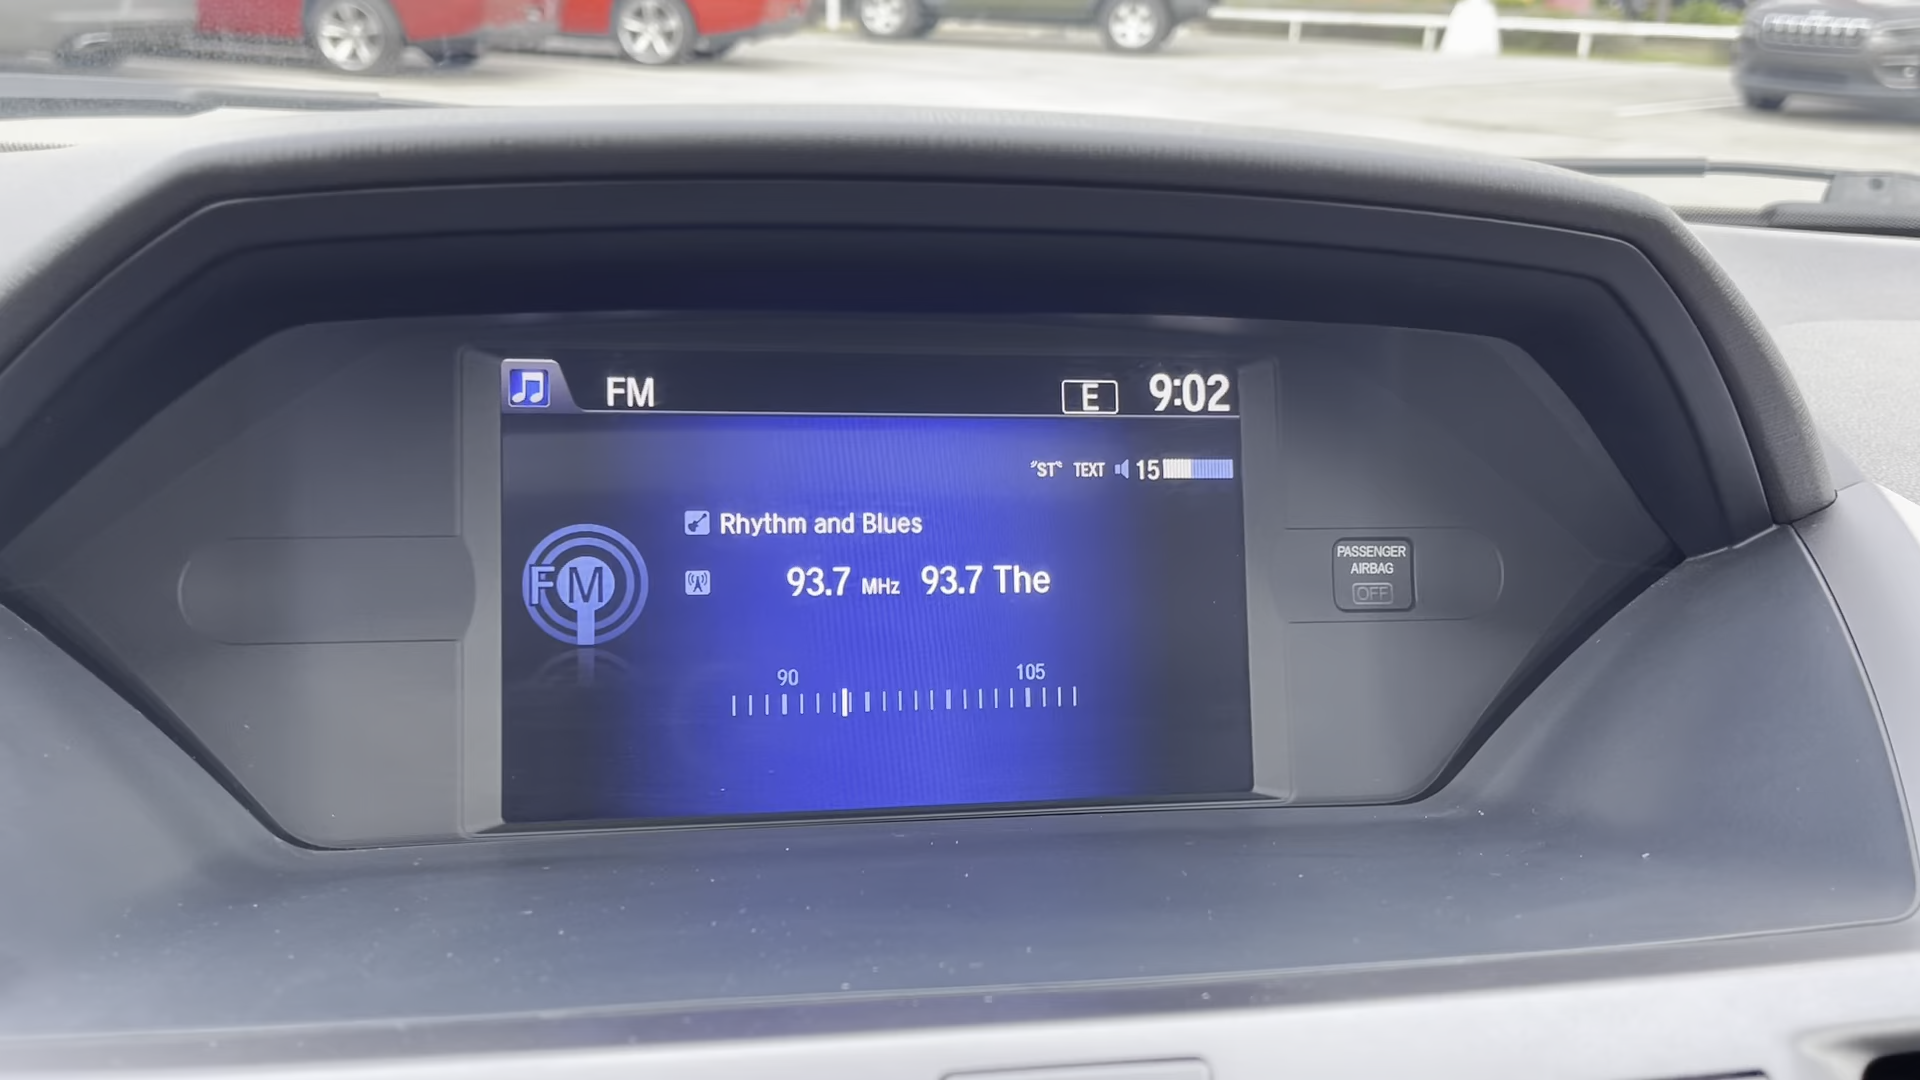 FM E 9:02
"ST" TEXT 15
Rhythm and Blues
FM 93.7 MHz 93.7 The
90 105
PASSENGER
AIRBAG
OFF